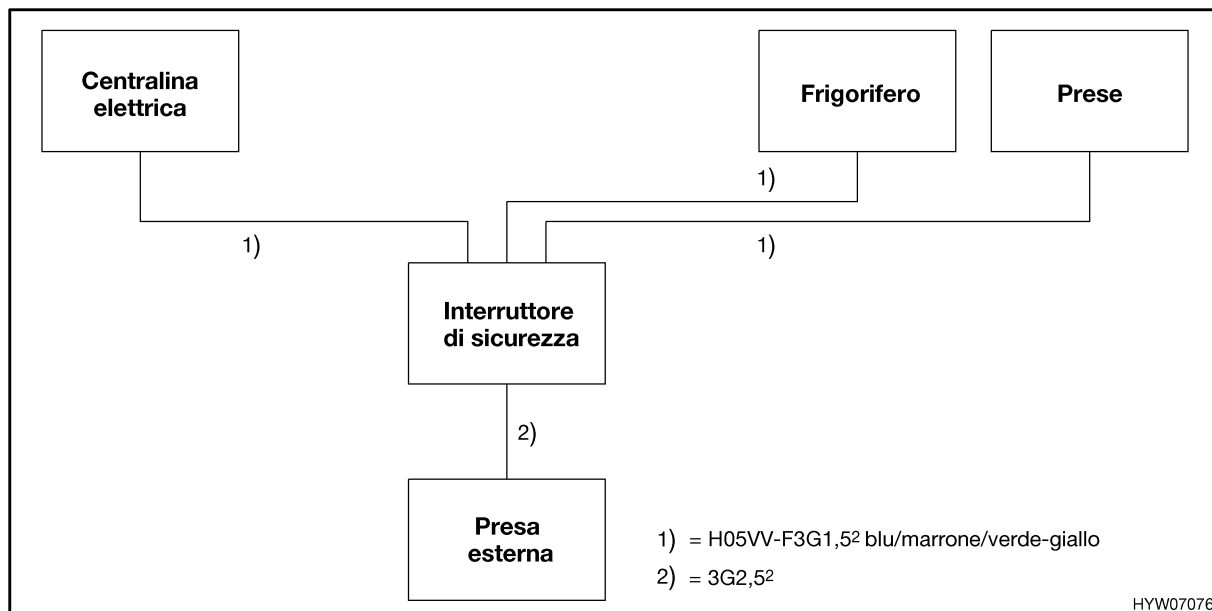 Centralina
elettrica
Frigorifero
Prese
1)
1)
1)
Interruttore
di sicurezza
2)
Presa
esterna
1) = H05VV-F3G1,5² blu/marrone/verde-giallo
2) = 3G2,5²
HYW07076